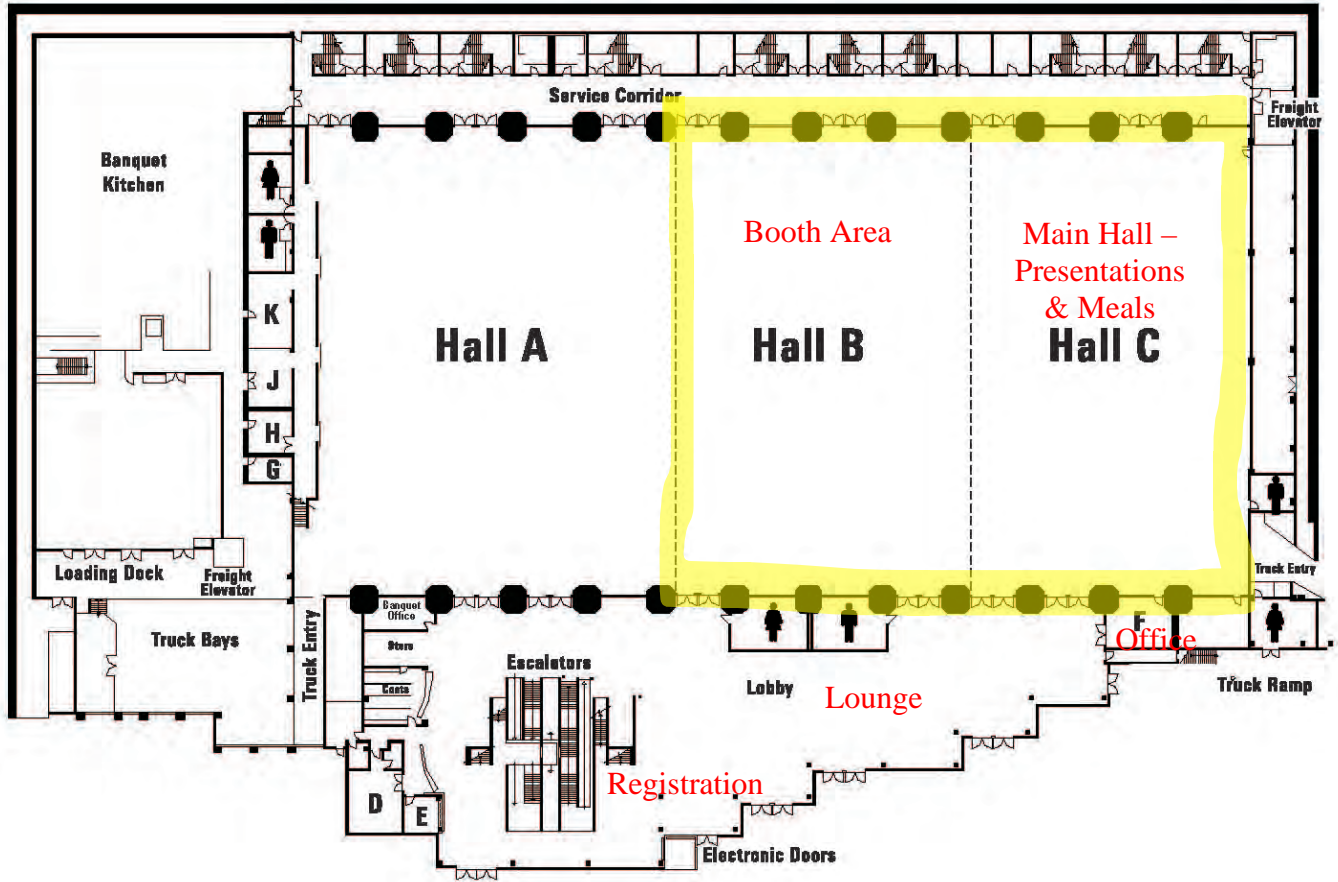 Service Corridor
Freight
Elevator
Banquet
Kitchen
Booth Area
Main Hall –
Presentations
& Meals
K
Hall A
Hall B
Hall C
J
H
G
Loading Dock
Freight
Elevator
Truck Entry
Truck Bays
Truck Entry
Banquet
Office
Store
Coats
Escalators
Lobby
Lounge
F
Office
Truck Ramp
Registration
D
E
Electronic Doors